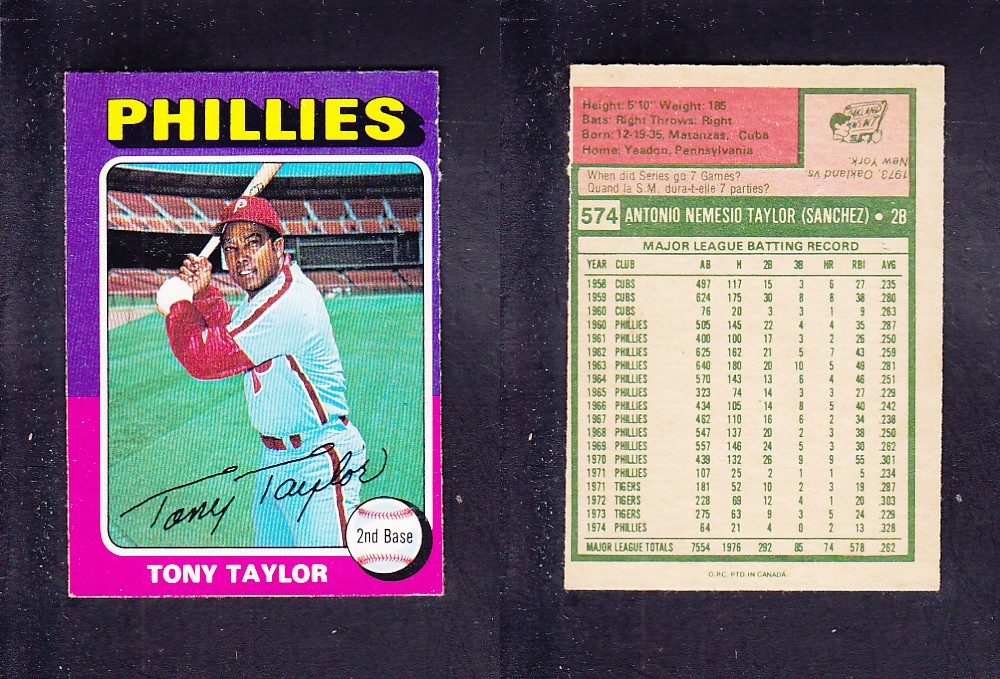 PHILLIES
P
Tony Taylor
2nd Base
TONY TAYLOR
Height: 5'10" Weight: 185
Bats: Right Throws: Right
Born: 12-19-35, Matanzas, Cuba
Home: Yeadon, Pennsylvania
1973, Oakland vs.
New York.
When did Series go 7 Games?
Quand la S.M. dura-t-elle 7 parties?
574 ANTONIO NEMESIO TAYLOR (SANCHEZ) • 2B
MAJOR LEAGUE BATTING RECORD
YEAR CLUB AB H 2B 3B HR RBI AVG
1958 CUBS 497 117 15 3 6 27 .235
1959 CUBS 624 175 30 8 8 38 .280
1960 CUBS 76 20 3 3 1 9 .263
1960 PHILLIES 505 145 22 4 4 35 .287
1961 PHILLIES 400 100 17 3 2 26 .250
1962 PHILLIES 625 162 21 5 7 43 .259
1963 PHILLIES 640 180 20 10 5 49 .281
1964 PHILLIES 570 143 13 6 4 46 .251
1965 PHILLIES 323 74 14 3 3 27 .229
1966 PHILLIES 434 105 14 8 5 40 .242
1967 PHILLIES 462 110 16 6 2 34 .238
1968 PHILLIES 547 137 20 2 3 38 .250
1969 PHILLIES 557 146 24 5 3 30 .262
1970 PHILLIES 439 132 26 9 9 55 .301
1971 PHILLIES 107 25 2 1 1 5 .234
1971 TIGERS 181 52 10 2 3 19 .287
1972 TIGERS 228 69 12 4 1 20 .303
1973 TIGERS 275 63 9 3 5 24 .229
1974 PHILLIES 64 21 4 0 2 13 .328
MAJOR LEAGUE TOTALS 7554 1976 292 85 74 578 .262
O.P.C. PTD. IN CANADA